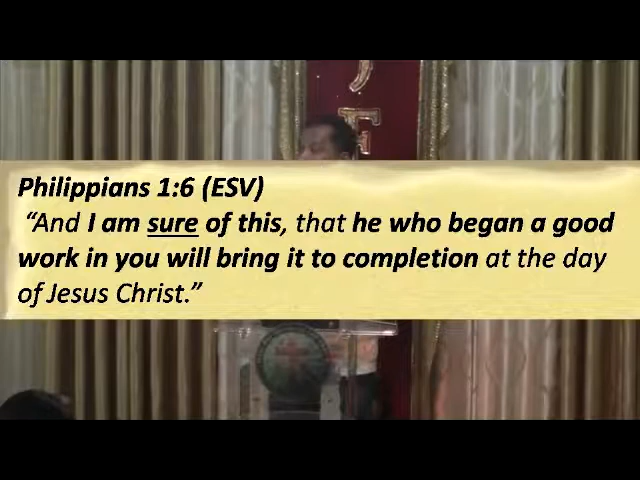 J
E
Philippians 1:6 (ESV)
“And I am sure of this, that he who began a good
work in you will bring it to completion at the day
of Jesus Christ.”